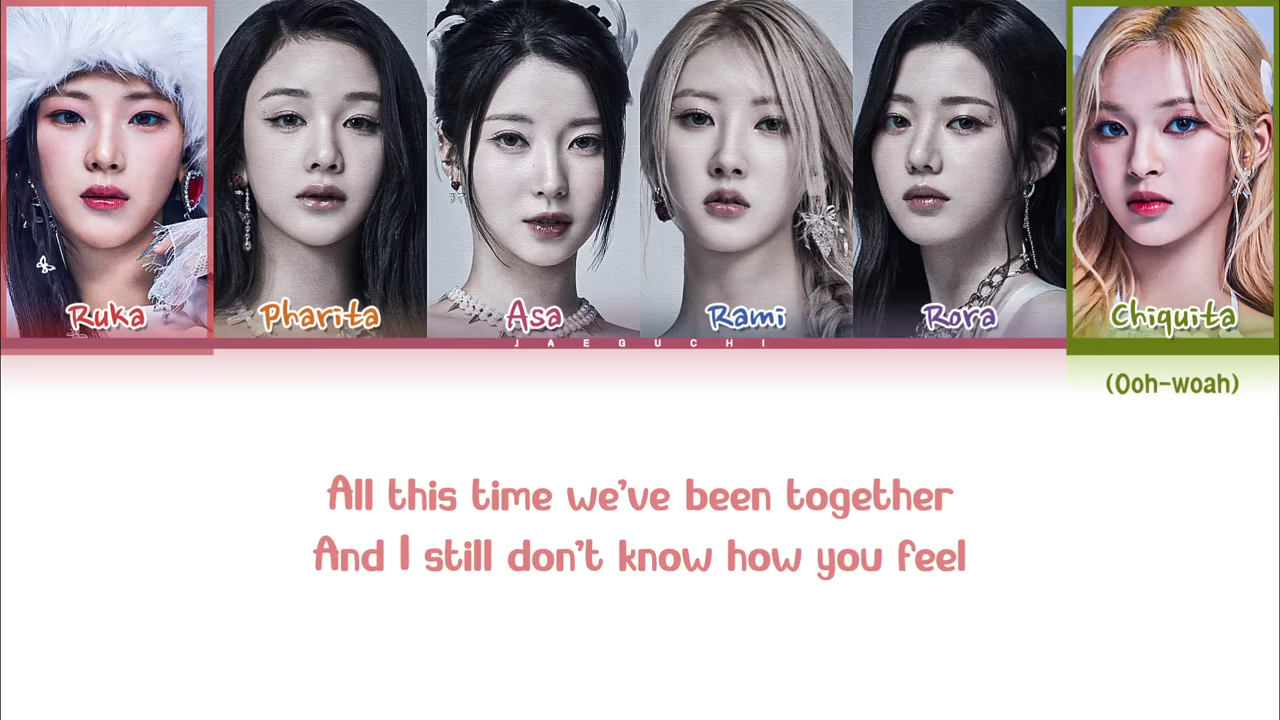 Ruka Pharita Asa Rami Rora Chiquita
JAEGUCHI
(Ooh-woah)
All this time we've been together
And I still don't know how you feel